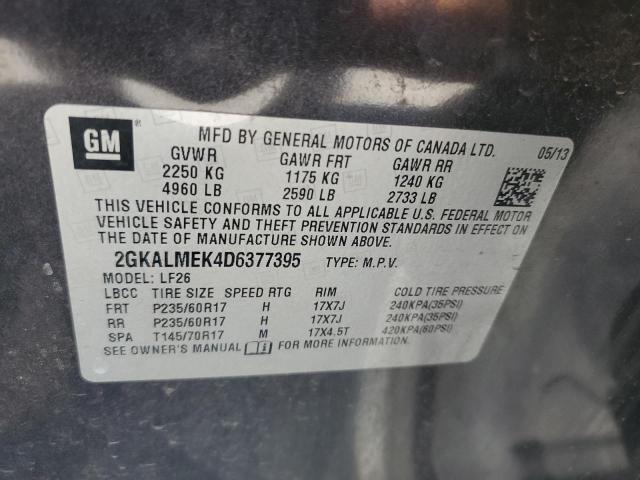 GM ®
MFD BY GENERAL MOTORS OF CANADA LTD. 05/13
GVWR GAWR FRT GAWR RR
2250 KG 1175 KG 1240 KG
4960 LB 2590 LB 2733 LB
THIS VEHICLE CONFORMS TO ALL APPLICABLE U.S. FEDERAL MOTOR
VEHICLE SAFETY AND THEFT PREVENTION STANDARDS IN EFFECT ON
THE DATE OF MANUFACTURE SHOWN ABOVE.
2GKALMEK4D6377395 TYPE: M.P.V.
MODEL: LF26
LBCC TIRE SIZE SPEED RTG RIM COLD TIRE PRESSURE
FRT P235/60R17 H 17X7J 240KPA(35PSI)
RR P235/60R17 H 17X7J 240KPA(35PSI)
SPA T145/70R17 M 17X4.5T 420KPA(60PSI)
SEE OWNER'S MANUAL FOR MORE INFORMATION.